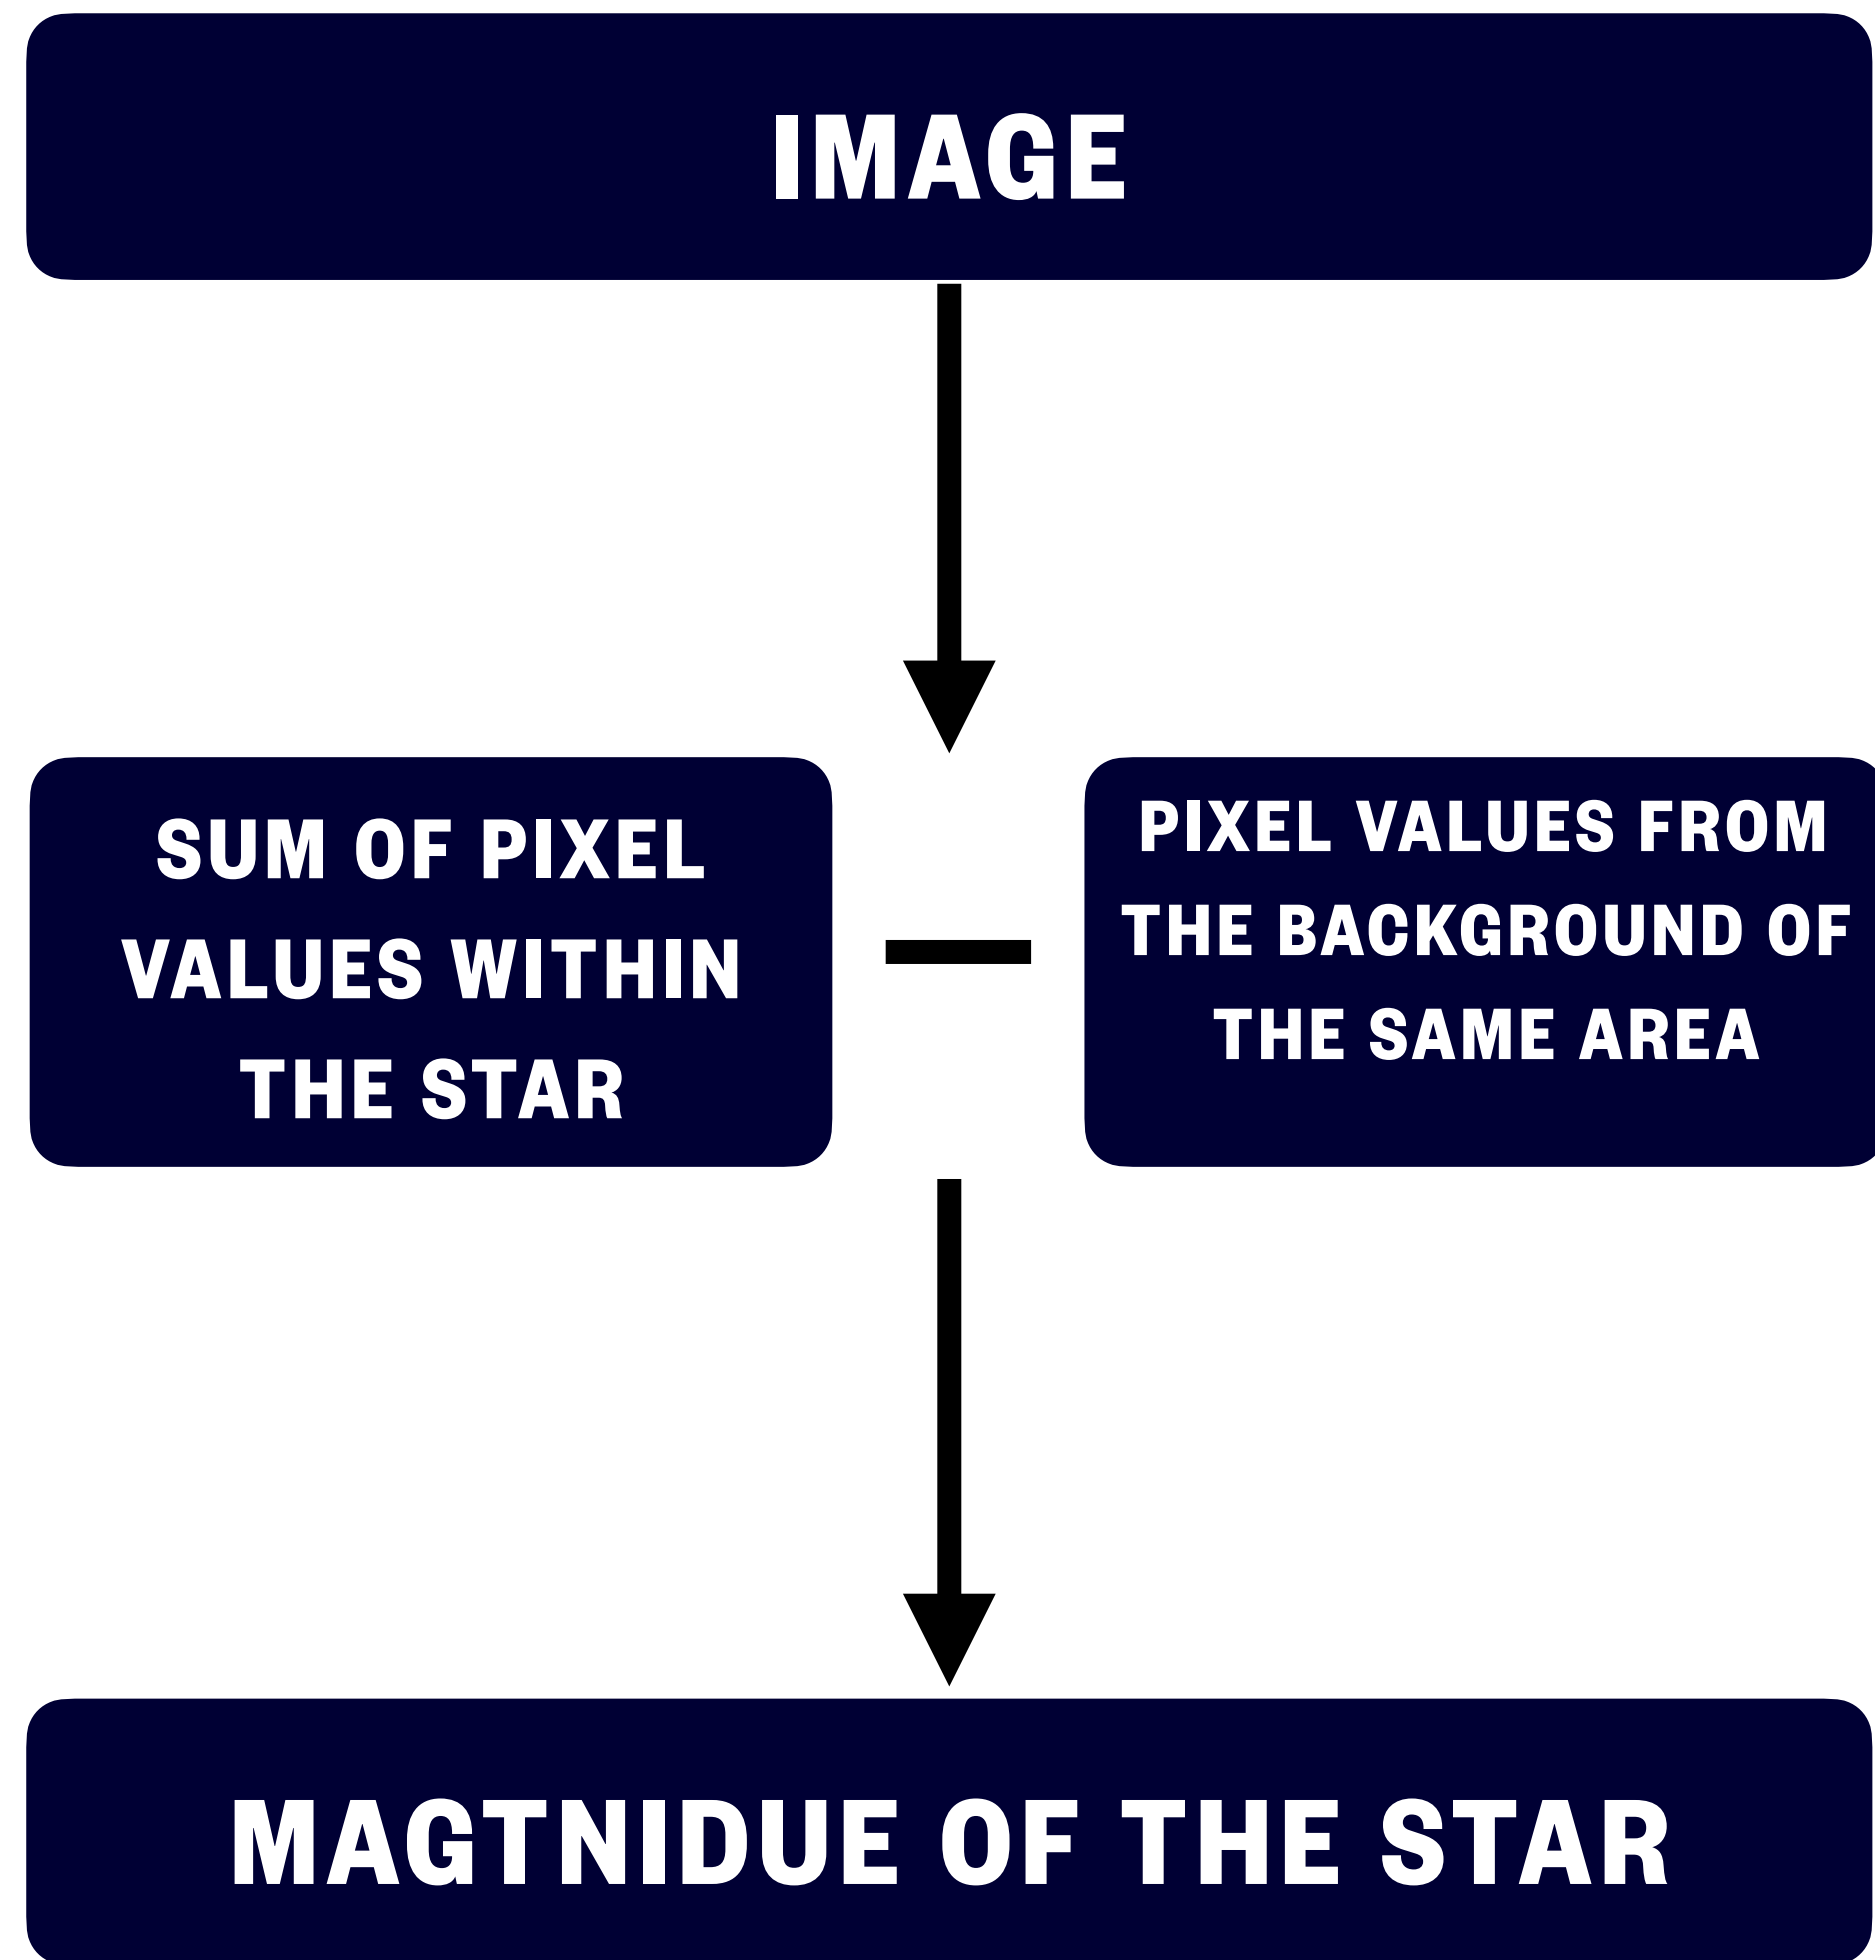 IMAGE
SUM OF PIXEL
VALUES WITHIN
THE STAR
PIXEL VALUES FROM
THE BACKGROUND OF
THE SAME AREA
MAGTNIDUE OF THE STAR